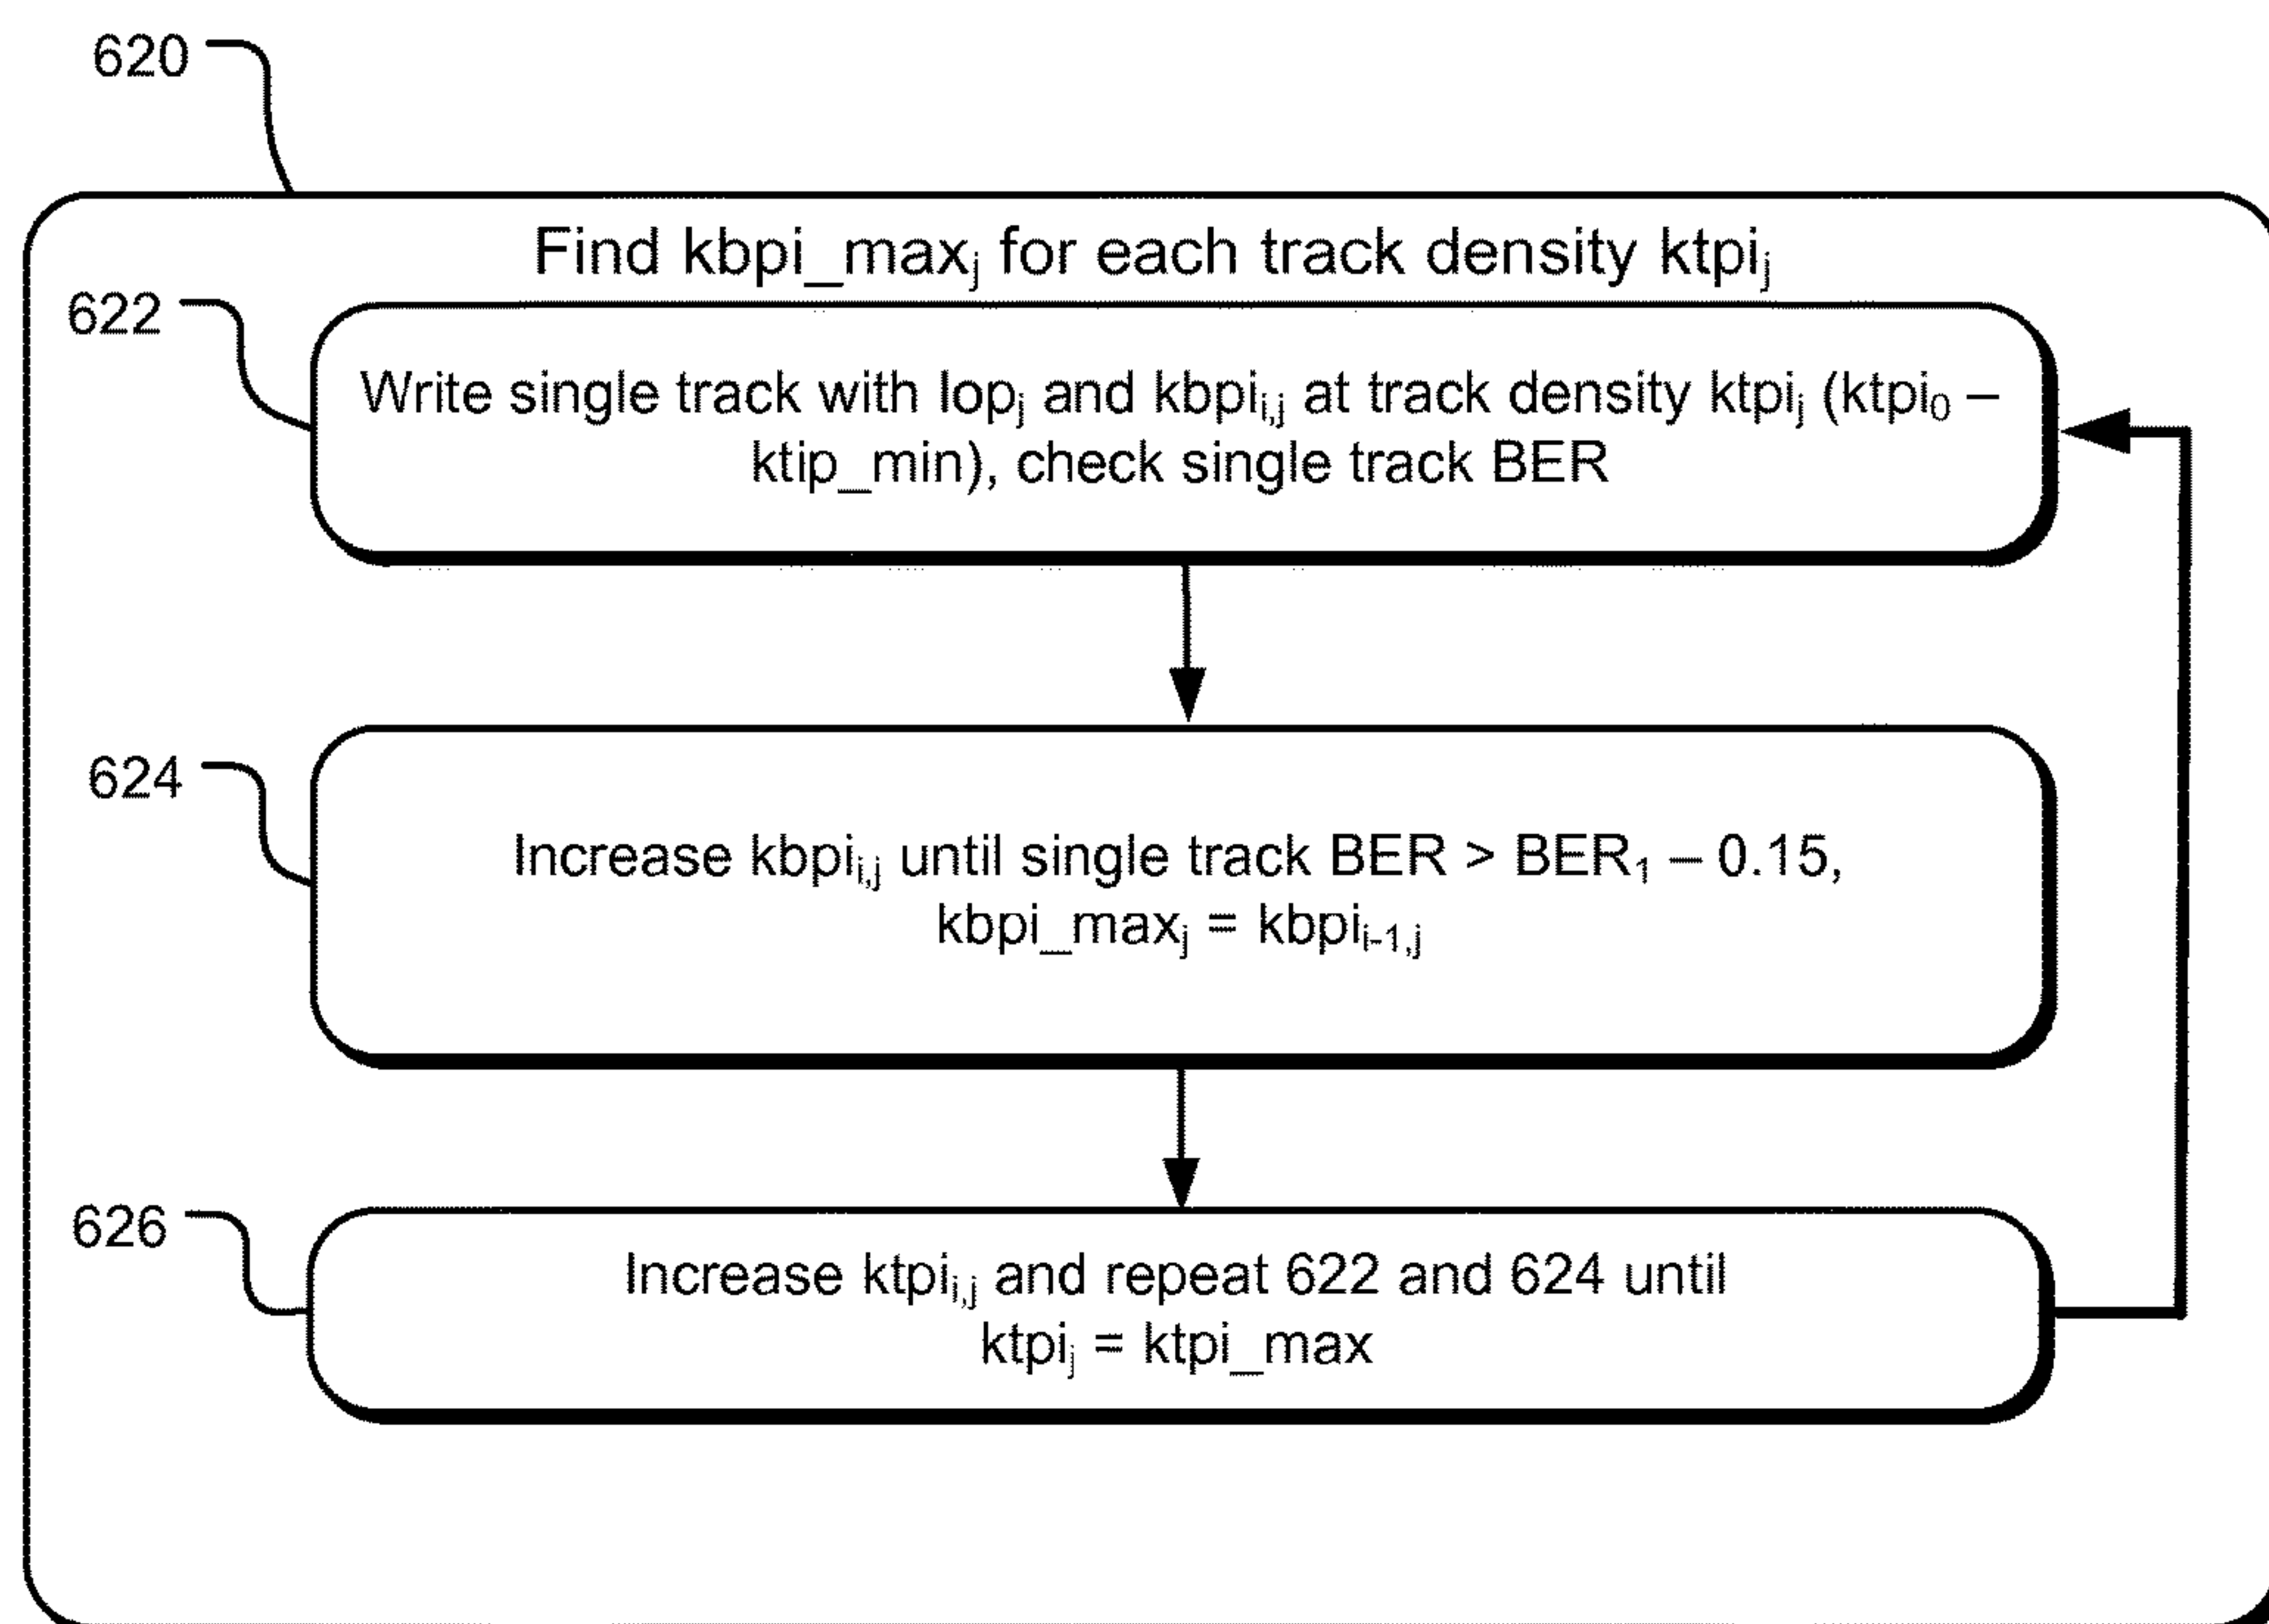 620
Find kbpi_maxⱼ for each track density ktpiⱼ
622
Write single track with Iopⱼ and kbpiᵢ,ⱼ at track density ktpiⱼ (ktpi₀ –
ktip_min), check single track BER
624
Increase kbpiᵢ,ⱼ until single track BER > BER₁ – 0.15,
kbpi_maxⱼ = kbpiᵢ₋₁,ⱼ
626
Increase ktpiᵢ,ⱼ and repeat 622 and 624 until
ktpiⱼ = ktpi_max